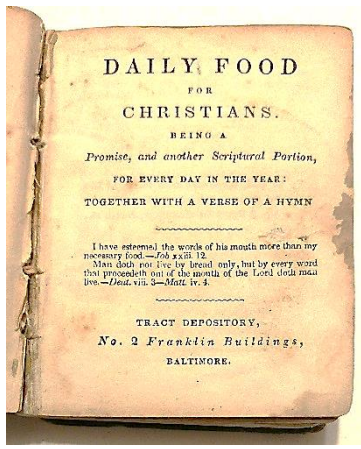 DAILY FOOD
FOR
CHRISTIANS.
BEING A
Promise, and another Scriptural Portion,
FOR EVERY DAY IN THE YEAR:
TOGETHER WITH A VERSE OF A HYMN
I have esteemed the words of his mouth more than my
necessary food.—Job xxiii. 12.
Man doth not live by bread only, but by every word
that proceedeth out of the mouth of the Lord doth man
live.—Deut. viii. 3—Matt. iv. 4.
TRACT DEPOSITORY,
No. 2 Franklin Buildings,
BALTIMORE.